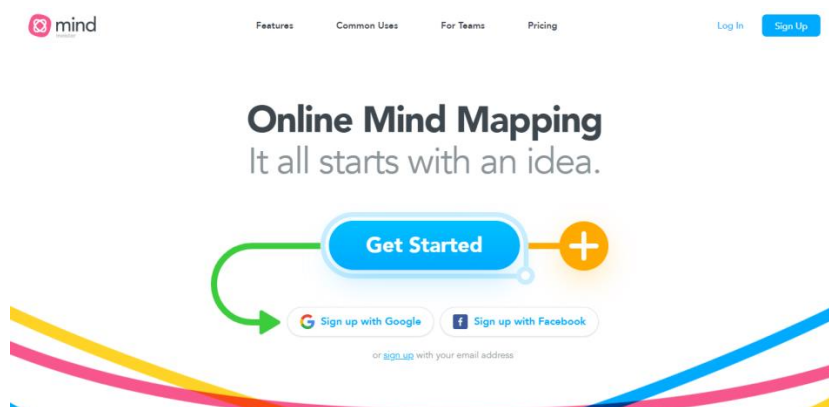 mind
Features Common Uses For Teams Pricing Log In Sign Up
Online Mind Mapping
It all starts with an idea.
Get Started
Sign up with Google Sign up with Facebook
or sign up with your email address